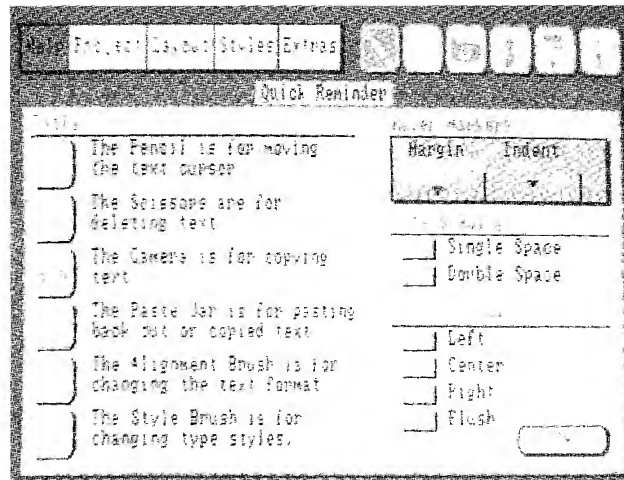 Help Project Layout Styles Extras
Quick Reminder
The Pencil is for moving
the text cursor
The Scissors are for
deleting text
The Camera is for copying
text
The Paste Jar is for pasting
back cut or copied text
The Alignment Brush is for
changing the text format
The Style Brush is for
changing type styles.
Ruler Markers
Margin Indent
Single Space
Double Space
Left
Center
Right
Flush